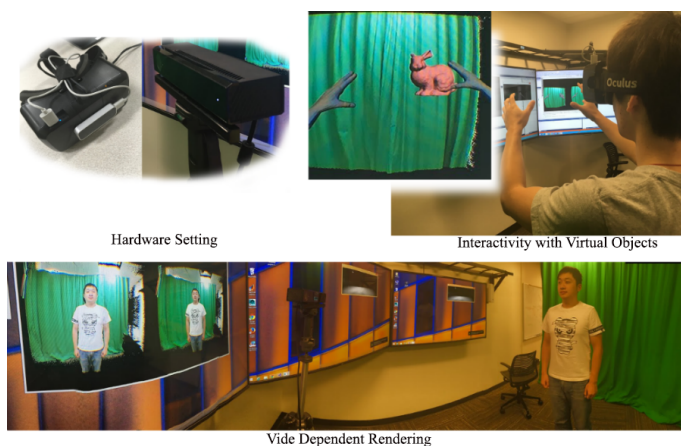 Oculus
Hardware Setting
Interactivity with Virtual Objects
Vide Dependent Rendering